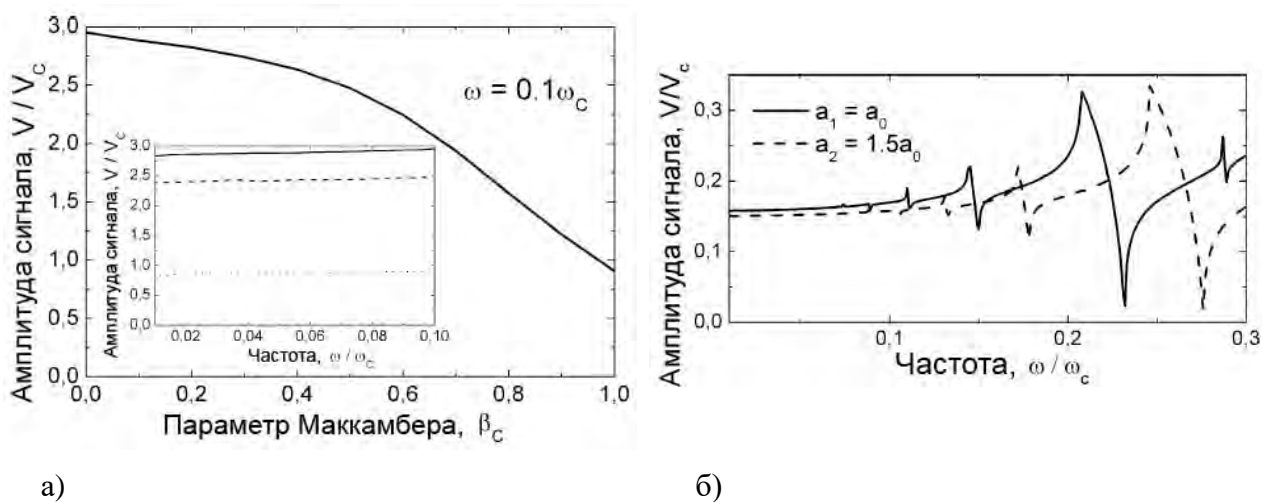 3,0
2,5
2,0
1,5
1,0
0,5
0,0
Амплитуда сигнала, V / V_C
ω = 0.1ω_C
3,0
2,5
2,0
1,5
1,0
0,5
0,0
Амплитуда сигнала, V / V_C
0,02 0,04 0,06 0,08 0,10
Частота, ω / ω_C
0,0 0,2 0,4 0,6 0,8 1,0
Параметр Маккамбера, β_C
а)
Амплитуда сигнала, V/V_c
0,3
0,2
0,1
0,0
a_1 = a_0
a_2 = 1.5a_0
0,1 0,2 0,3
Частота, ω / ω_c
б)